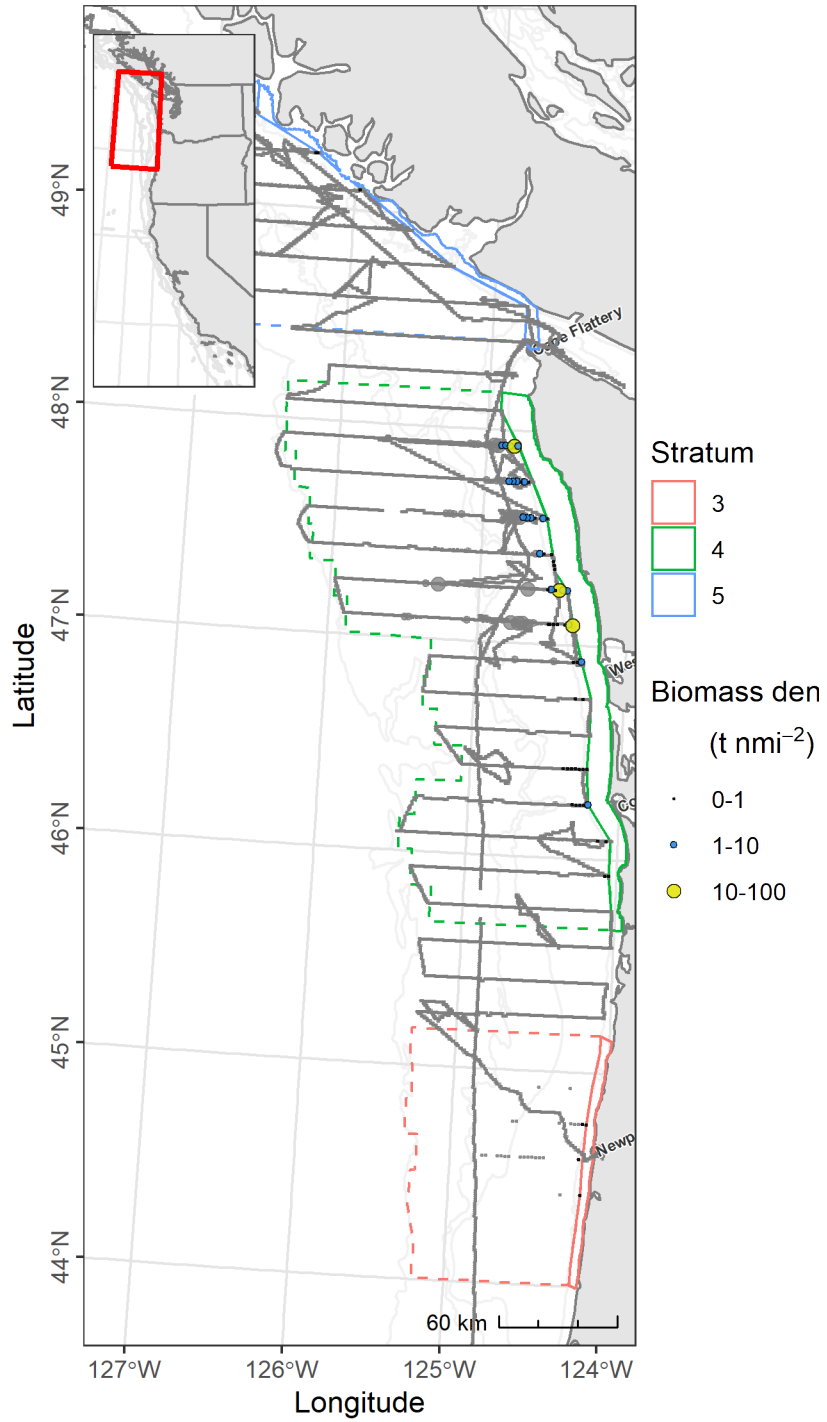 Cape Flattery
49°N
48°N
47°N
46°N
45°N
44°N
Latitude
Wes
Co
Newp
60 km
127°W
126°W
125°W
124°W
Longitude
Stratum
3
4
5
Biomass den
(t nmi⁻²)
0-1
1-10
10-100